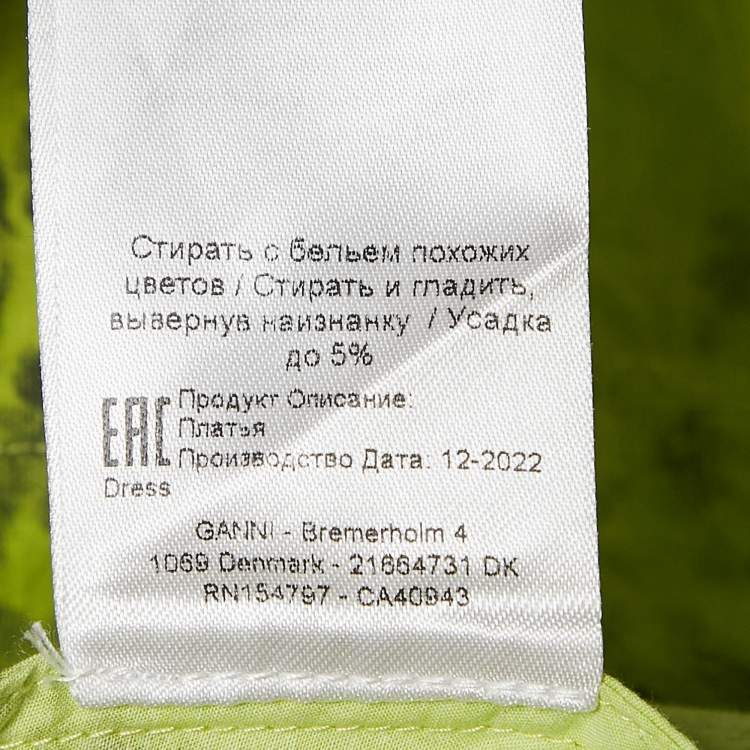 Стирать с бельем похожих
цветов / Стирать и гладить,
вывернув наизнанку / Усадка
до 5%
EAC
Продукт Описание:
Платья
Производство Дата: 12-2022
Dress
GANNI - Bremerholm 4
1069 Denmark - 21664731 DK
RN154797 - CA40943